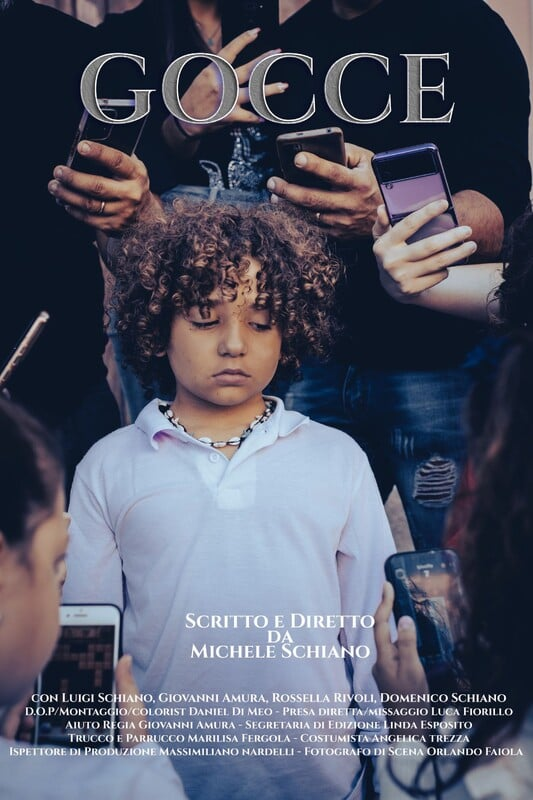 GOCCE
SCRITTO E DIRETTO
DA
MICHELE SCHIANO
CON LUIGI SCHIANO, GIOVANNI AMURA, ROSSELLA RIVOLI, DOMENICO SCHIANO
D.O.P/MONTAGGIO/COLORIST DANIEL DI MEO - PRESA DIRETTA/MISSAGGIO LUCA FIORILLO
AIUTO REGIA GIOVANNI AMURA - SEGRETARIA DI EDIZIONE LINDA ESPOSITO
TRUCCO E PARRUCCO MARILISA FERGOLA - COSTUMISTA ANGELICA TREZZA
ISPETTORE DI PRODUZIONE MASSIMILIANO NARDELLI - FOTOGRAFO DI SCENA ORLANDO FAIOLA